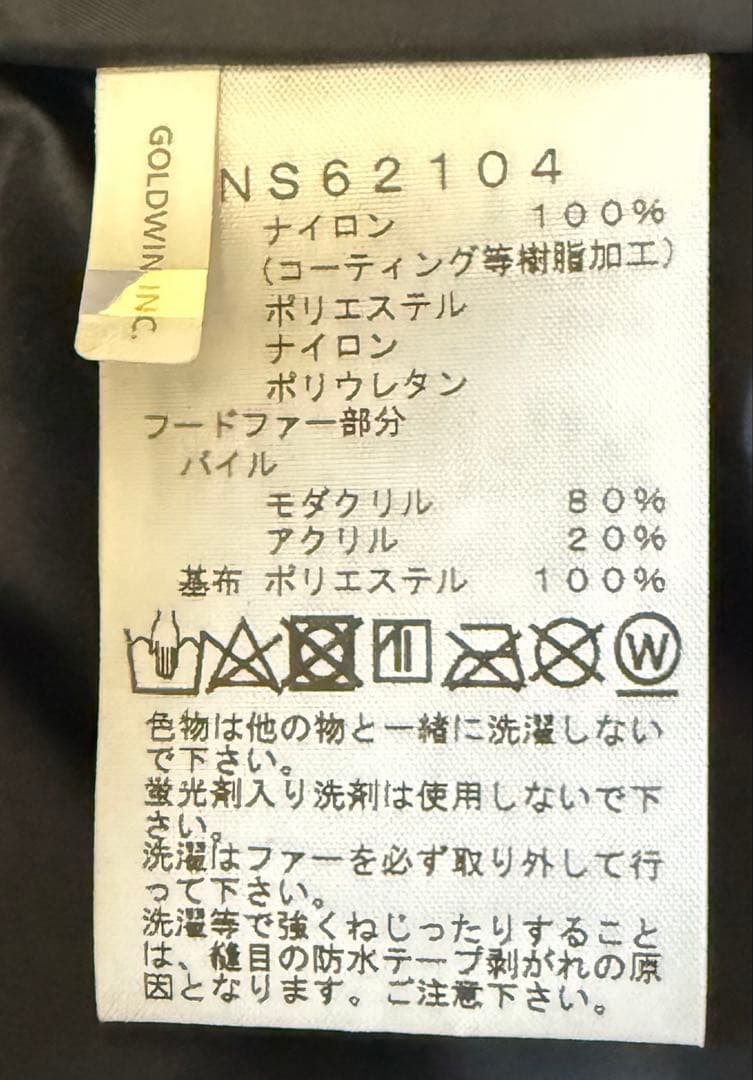 GOLDWIN INC.
NS62104
ナイロン 100%
(コーティング等樹脂加工)
ポリエステル
ナイロン
ポリウレタン
フードファー部分
パイル
モダクリル 80%
アクリル 20%
基布 ポリエステル 100%
W
色物は他の物と一緒に洗濯しない
で下さい。
蛍光剤入り洗剤は使用しないで下
さい。
洗濯はファーを必ず取り外して行
って下さい。
洗濯等で強くねじったりすること
は、縫目の防水テープ剥がれの原
因となります。ご注意下さい。